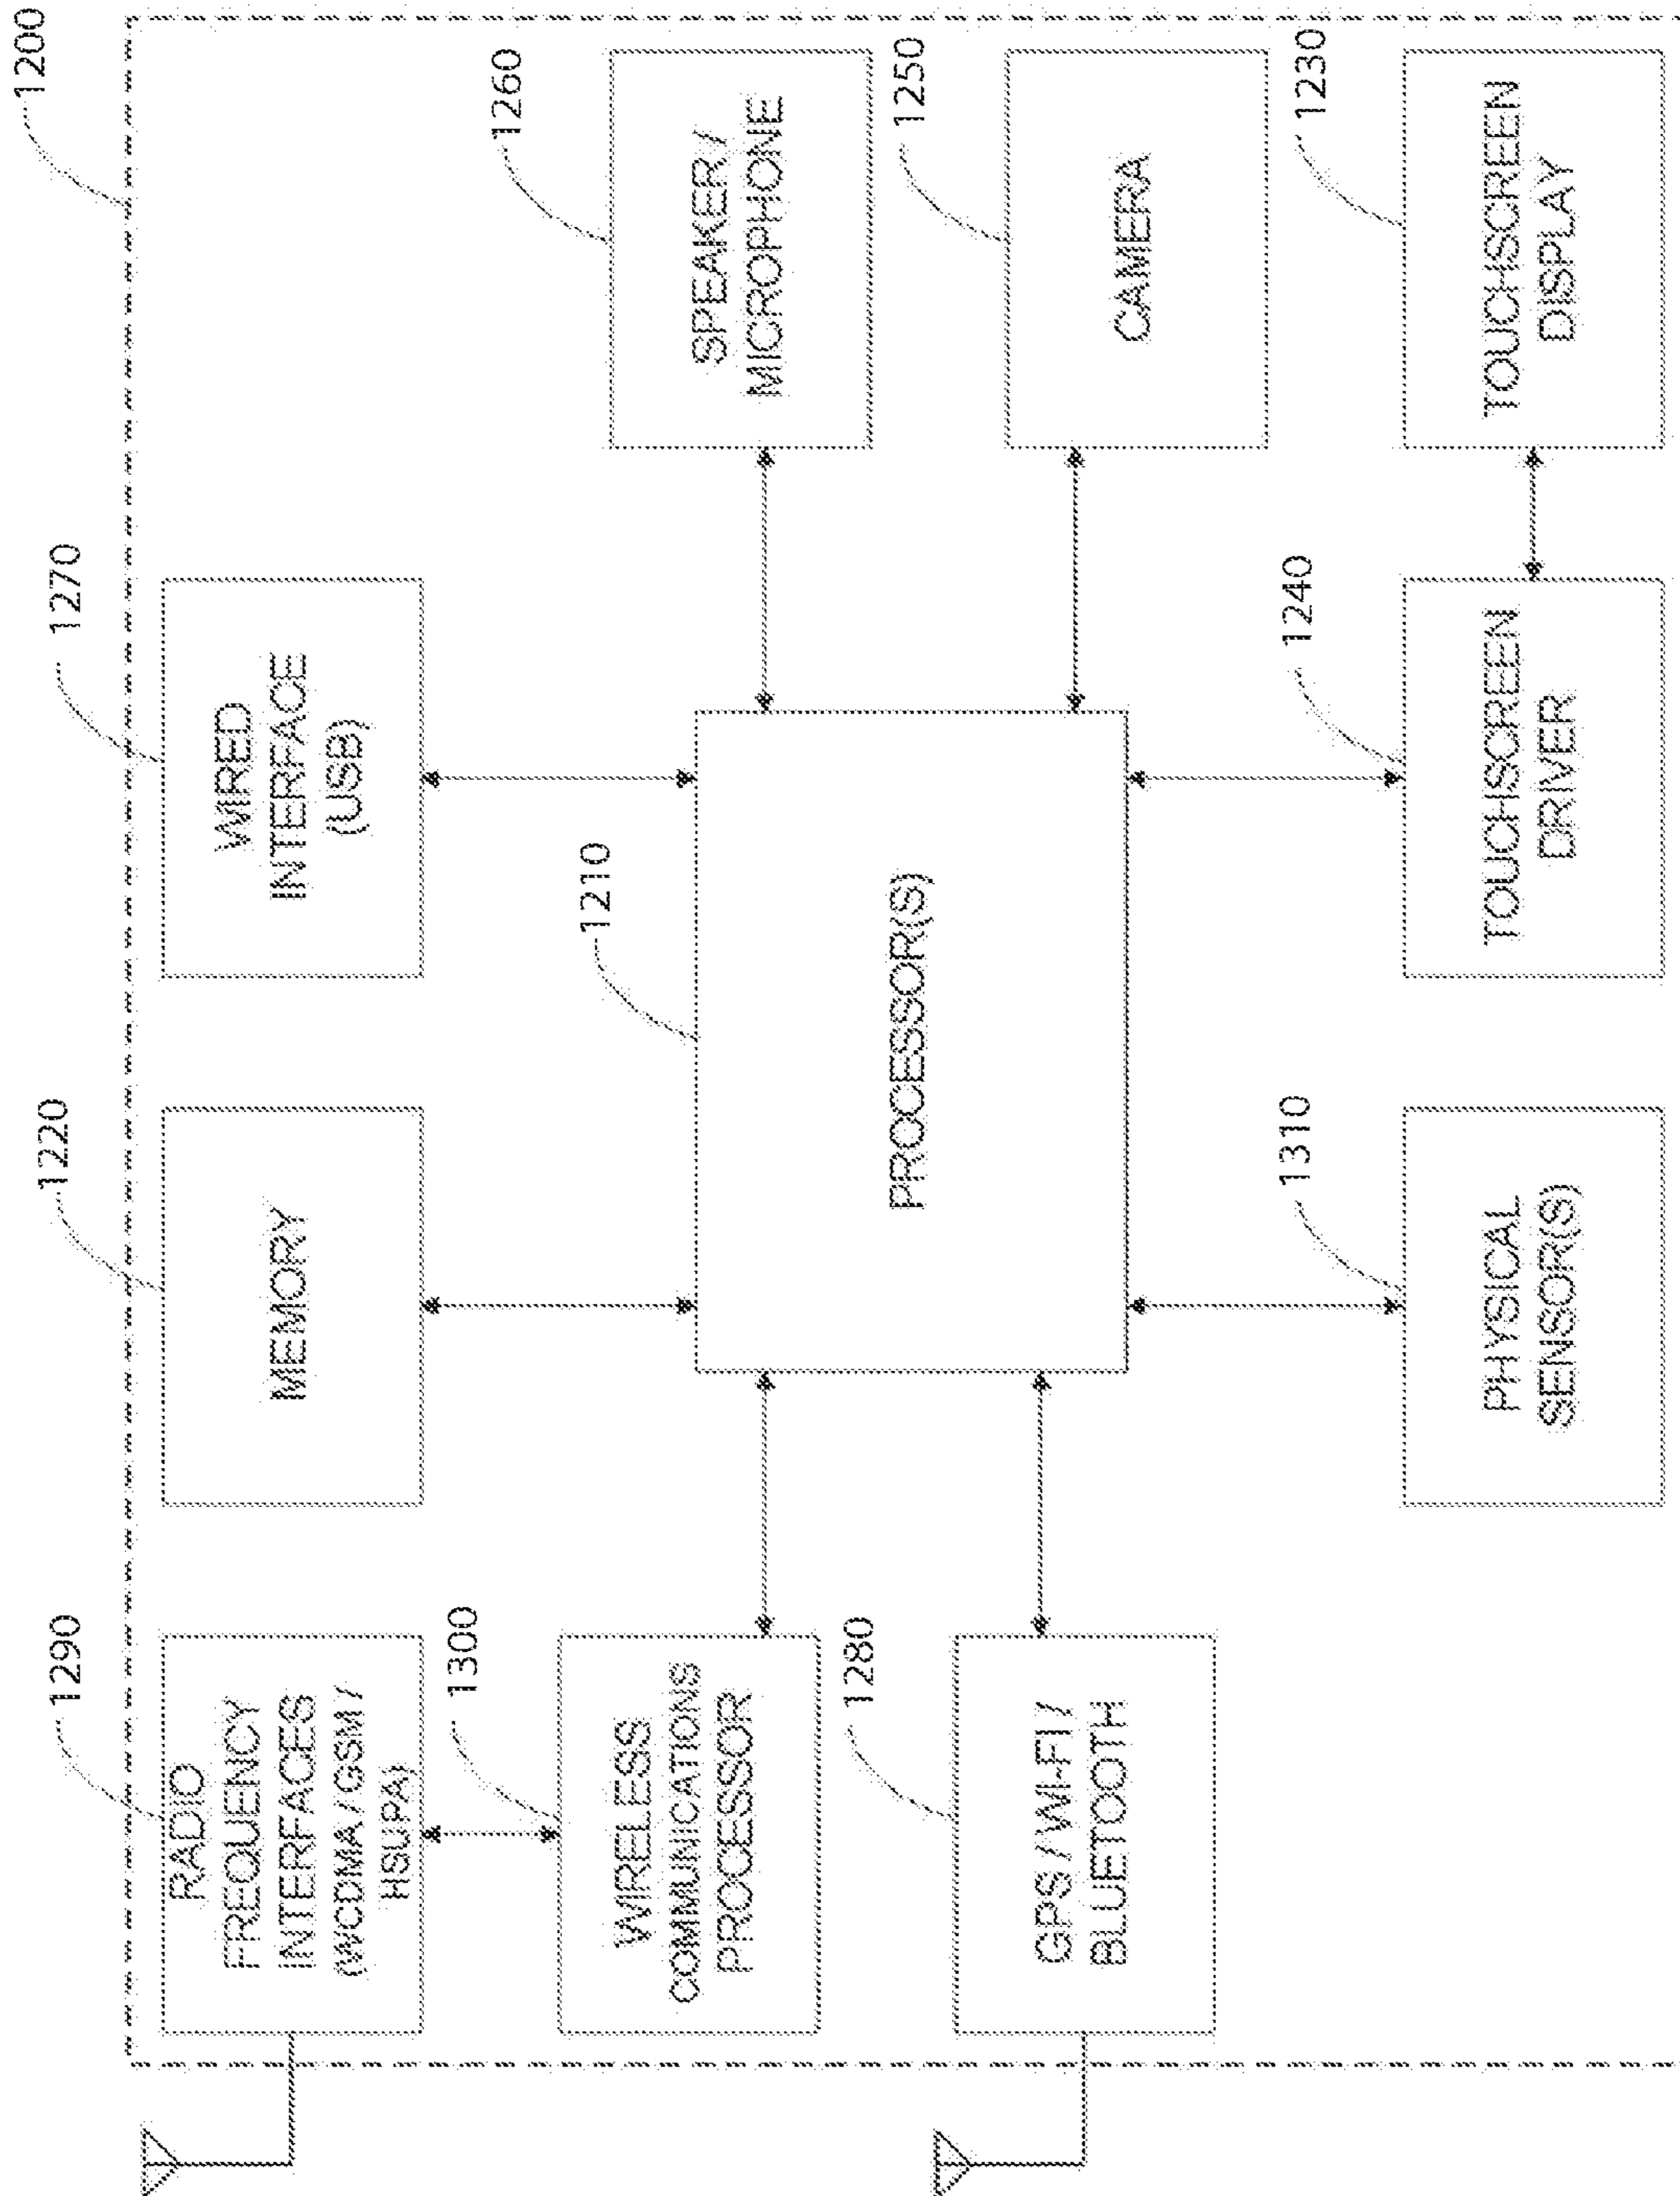 1200
1290
RADIO
FREQUENCY
INTERFACES
(WCDMA / GSM /
HSUPA)
1220
MEMORY
1270
WIRED
INTERFACE
(USB)
1300
WIRELESS
COMMUNICATIONS
PROCESSOR
1210
PROCESSOR(S)
1260
SPEAKER /
MICROPHONE
1280
GPS / WI-FI /
BLUETOOTH
1250
CAMERA
1310
PHYSICAL
SENSOR(S)
1240
TOUCHSCREEN
DRIVER
1230
TOUCHSCREEN
DISPLAY